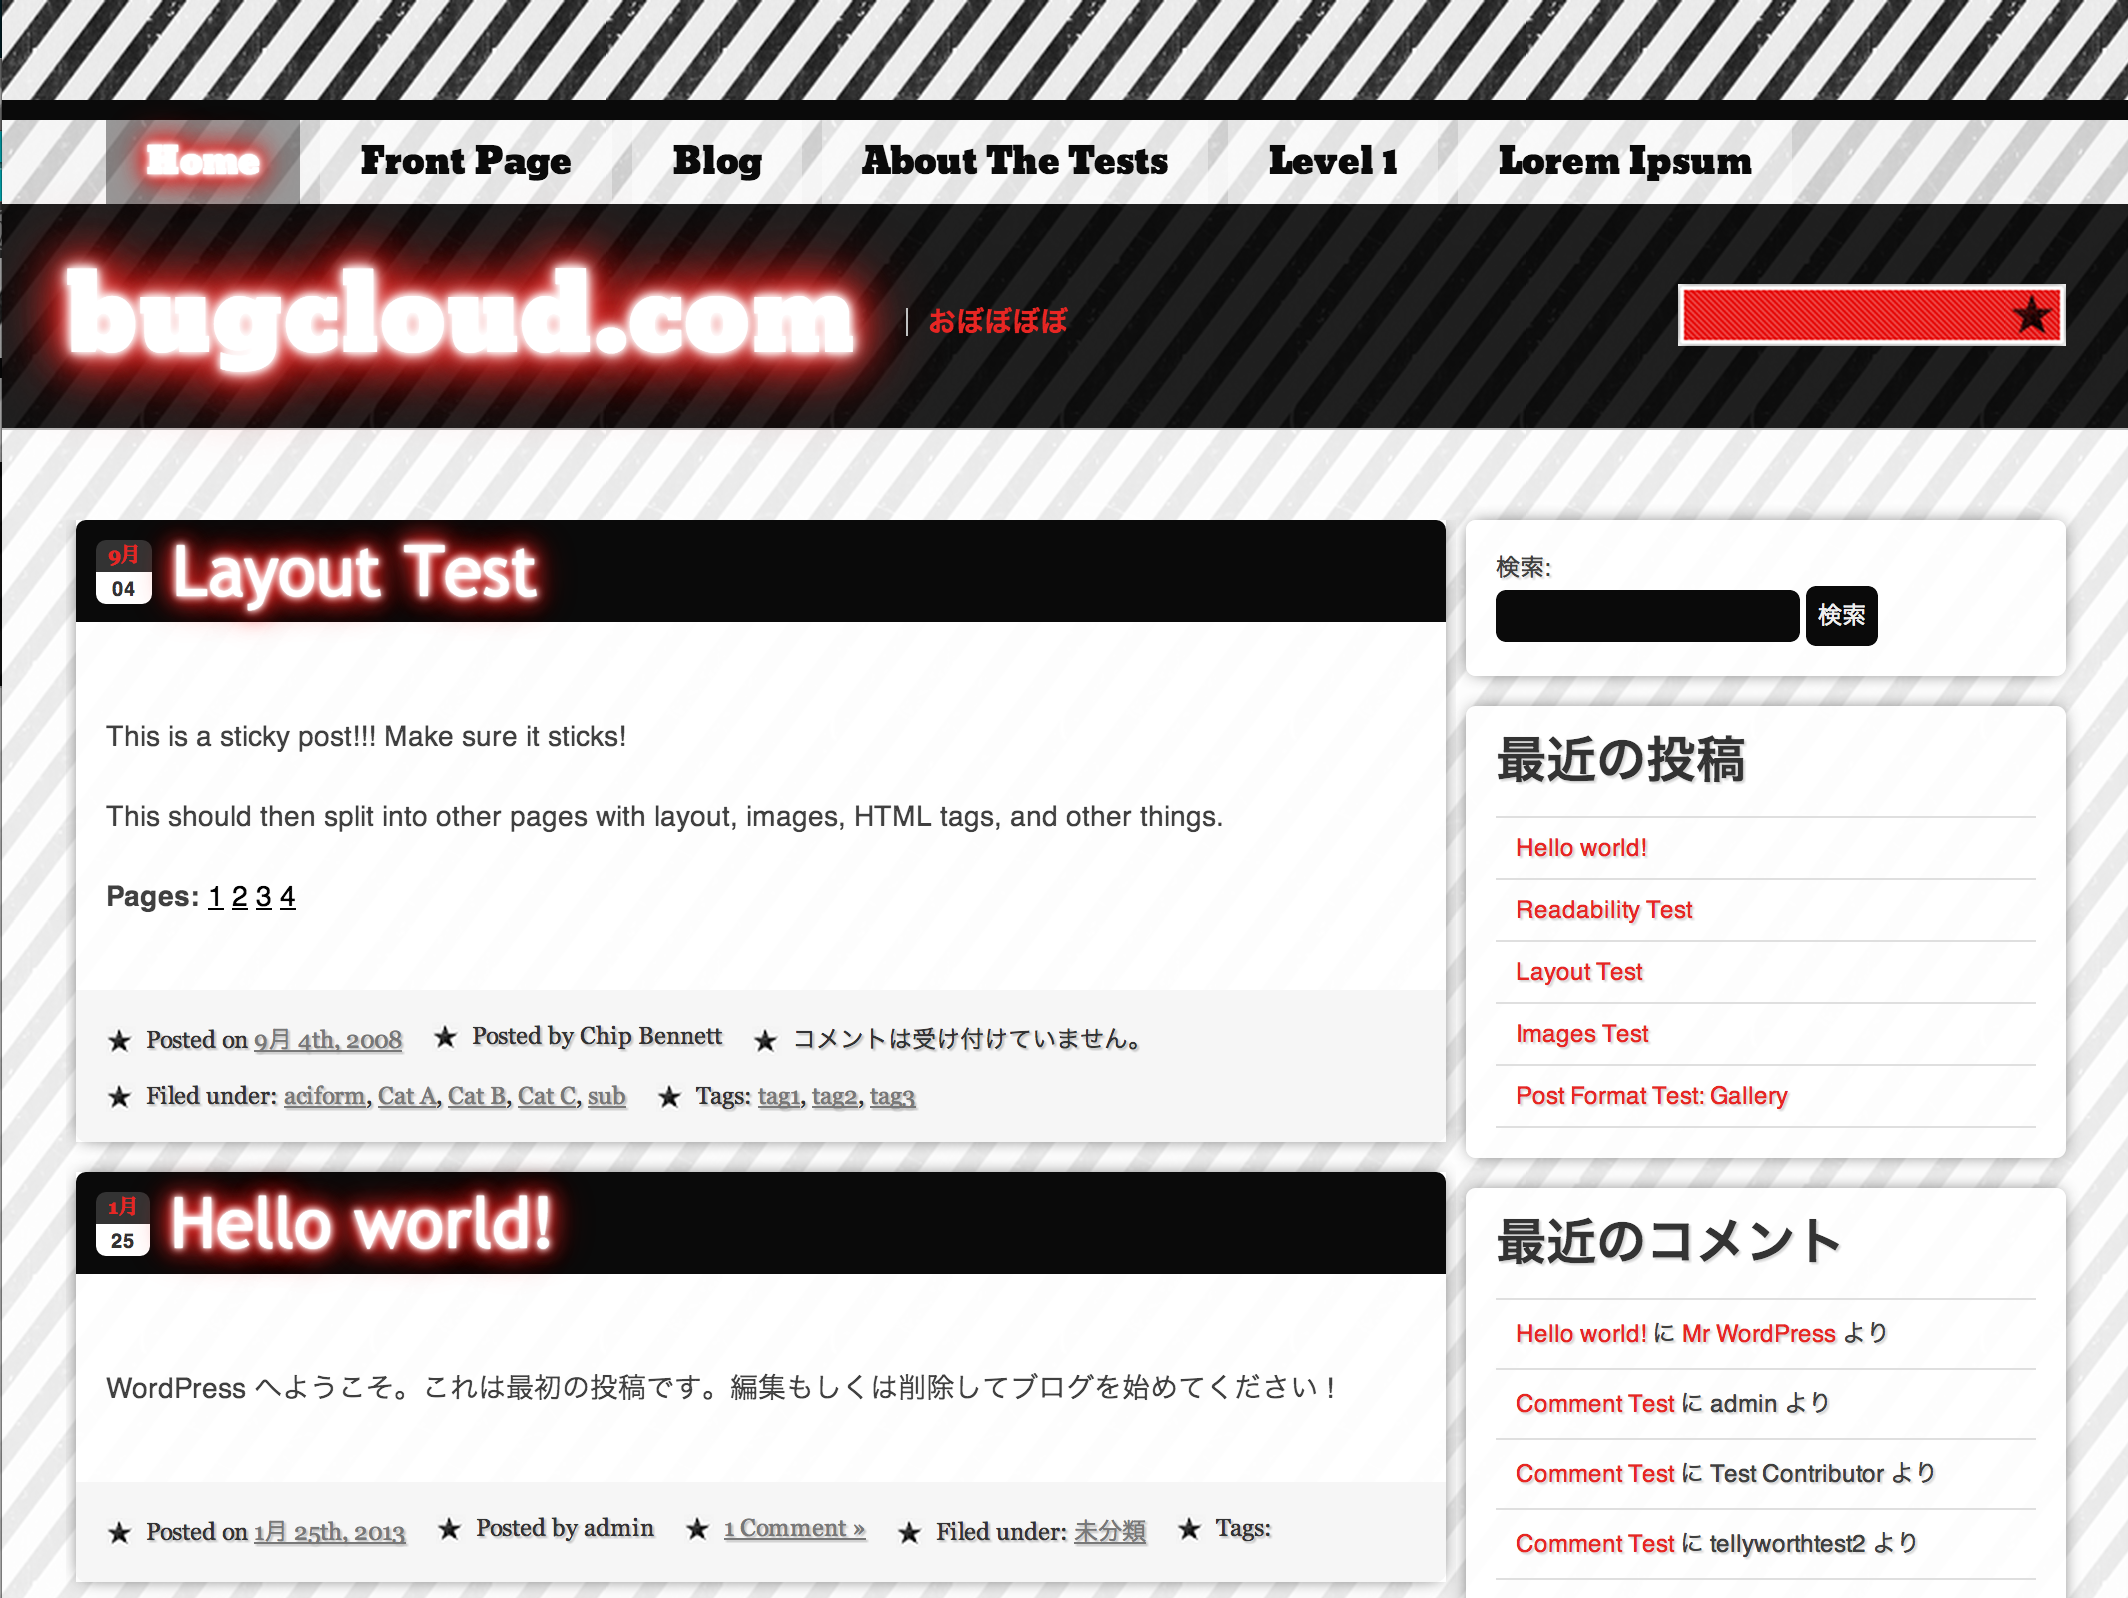 Home Front Page Blog About The Tests Level 1 Lorem Ipsum
bugcloud.com
おぼぼぼぼ
9月
04
Layout Test
This is a sticky post!!! Make sure it sticks!
This should then split into other pages with layout, images, HTML tags, and other things.
Pages: 1 2 3 4
Posted on 9月 4th, 2008 Posted by Chip Bennett コメントは受け付けていません。
Filed under: aciform, Cat A, Cat B, Cat C, sub Tags: tag1, tag2, tag3
1月
25
Hello world!
WordPress へようこそ。これは最初の投稿です。編集もしくは削除してブログを始めてください !
Posted on 1月 25th, 2013 Posted by admin 1 Comment » Filed under: 未分類 Tags:
検索:
検索
最近の投稿
Hello world!
Readability Test
Layout Test
Images Test
Post Format Test: Gallery
最近のコメント
Hello world! に Mr WordPress より
Comment Test に admin より
Comment Test に Test Contributor より
Comment Test に tellyworthtest2 より